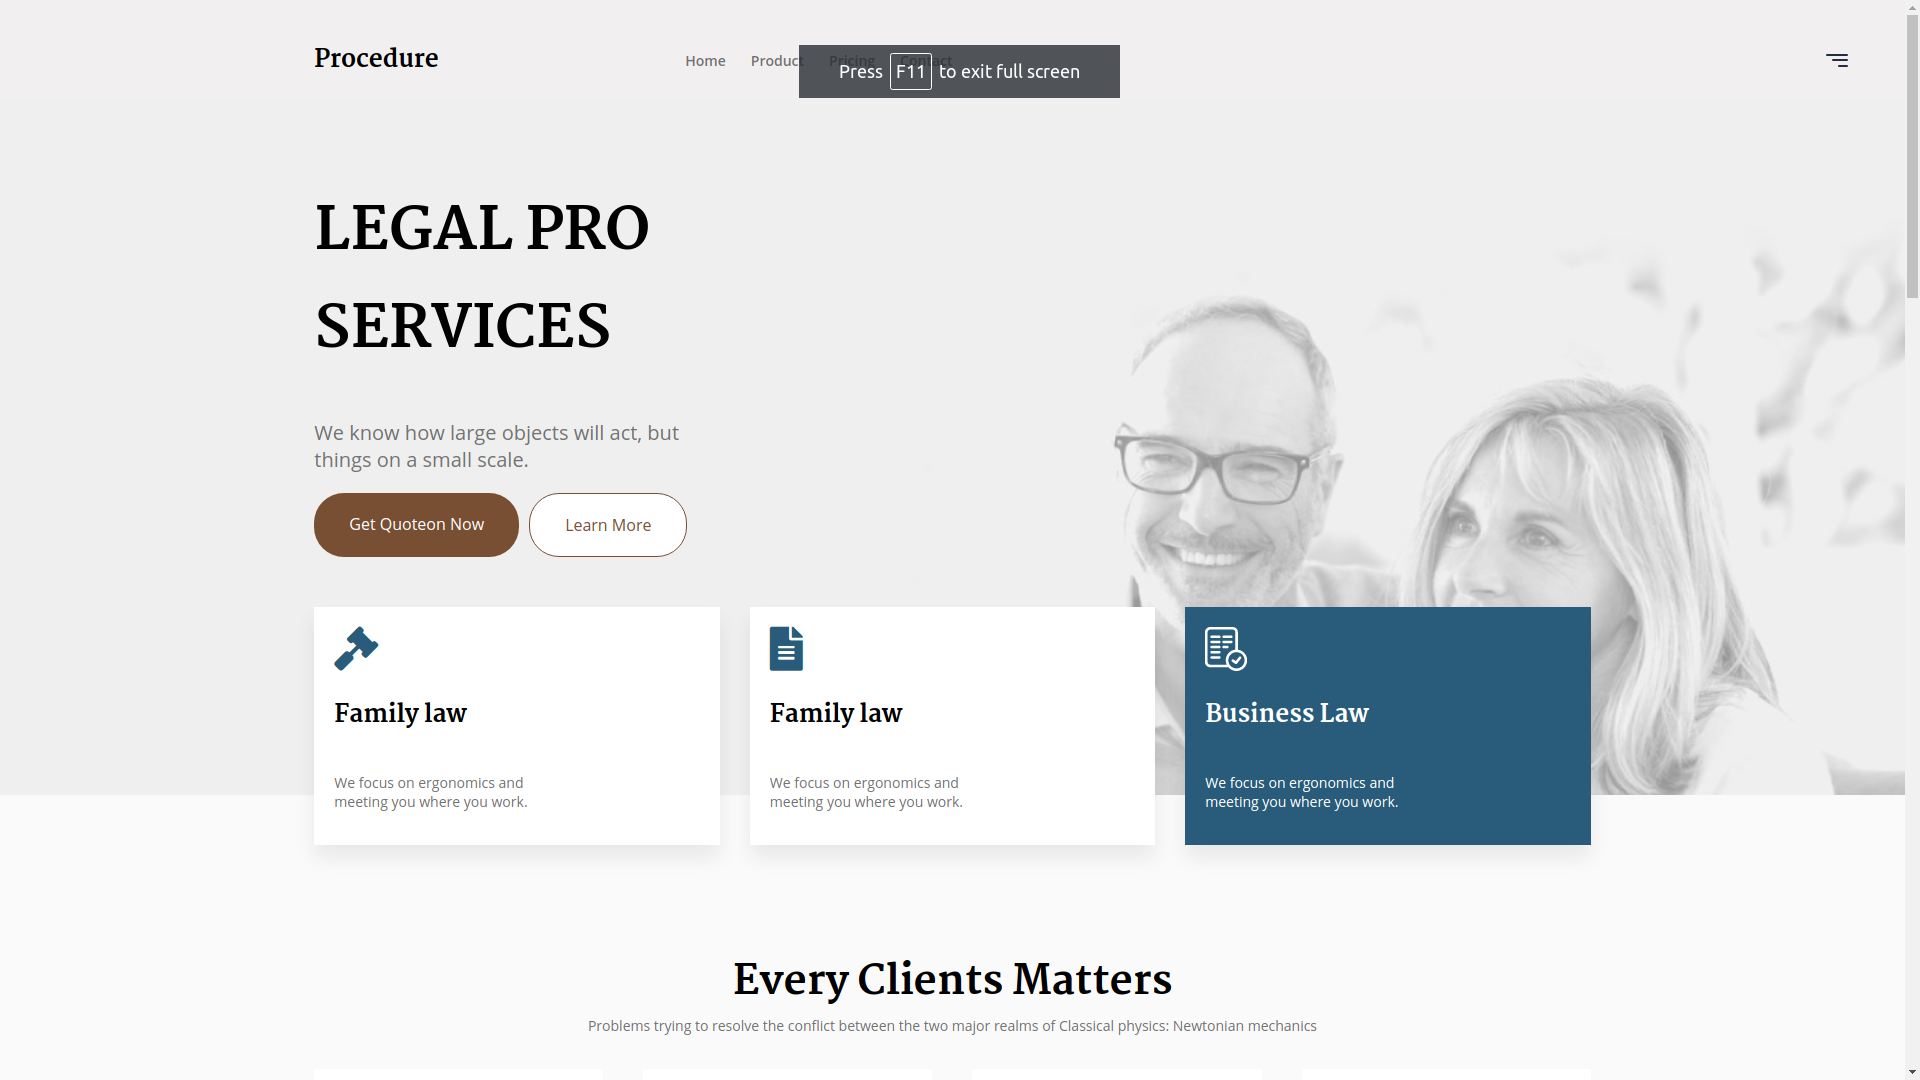 Procedure
Home Product Pricing Contact
Press F11 to exit full screen
LEGAL PRO
SERVICES
We know how large objects will act, but
things on a small scale.
Get Quoteon Now
Learn More
Family law
We focus on ergonomics and
meeting you where you work.
Family law
We focus on ergonomics and
meeting you where you work.
Business Law
We focus on ergonomics and
meeting you where you work.
Every Clients Matters
Problems trying to resolve the conflict between the two major realms of Classical physics: Newtonian mechanics